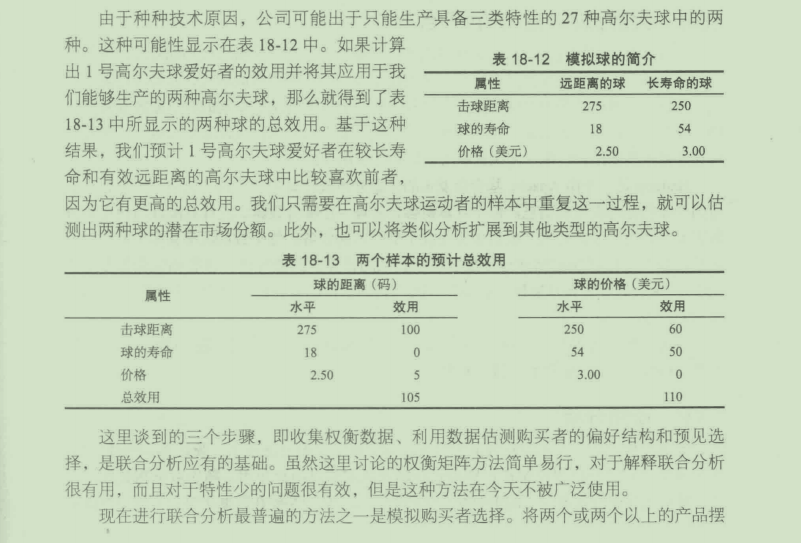 由于种种技术原因，公司可能出于只能生产具备三类特性的 27 种高尔夫球中的两
种。这种可能性显示在表 18-12 中。如果计算
出 1 号高尔夫球爱好者的效用并将其应用于我
们能够生产的两种高尔夫球，那么就得到了表
18-13 中所显示的两种球的总效用。基于这种
结果，我们预计 1 号高尔夫球爱好者在较长寿
命和有效远距离的高尔夫球中比较喜欢前者，
表 18-12 模拟球的简介
属性 远距离的球 长寿命的球
击球距离 275 250
球的寿命 18 54
价格（美元） 2.50 3.00
因为它有更高的总效用。我们只需要在高尔夫球运动者的样本中重复这一过程，就可以估
测出两种球的潜在市场份额。此外，也可以将类似分析扩展到其他类型的高尔夫球。
表 18-13 两个样本的预计总效用
属性 球的距离（码） 球的价格（美元）
水平 效用 水平 效用
击球距离 275 100 250 60
球的寿命 18 0 54 50
价格 2.50 5 3.00 0
总效用 105 110
这里谈到的三个步骤，即收集权衡数据、利用数据估测购买者的偏好结构和预见选
择，是联合分析应有的基础。虽然这里讨论的权衡矩阵方法简单易行，对于解释联合分析
很有用，而且对于特性少的问题很有效，但是这种方法在今天不被广泛使用。
现在进行联合分析最普遍的方法之一是模拟购买者选择。将两个或两个以上的产品摆